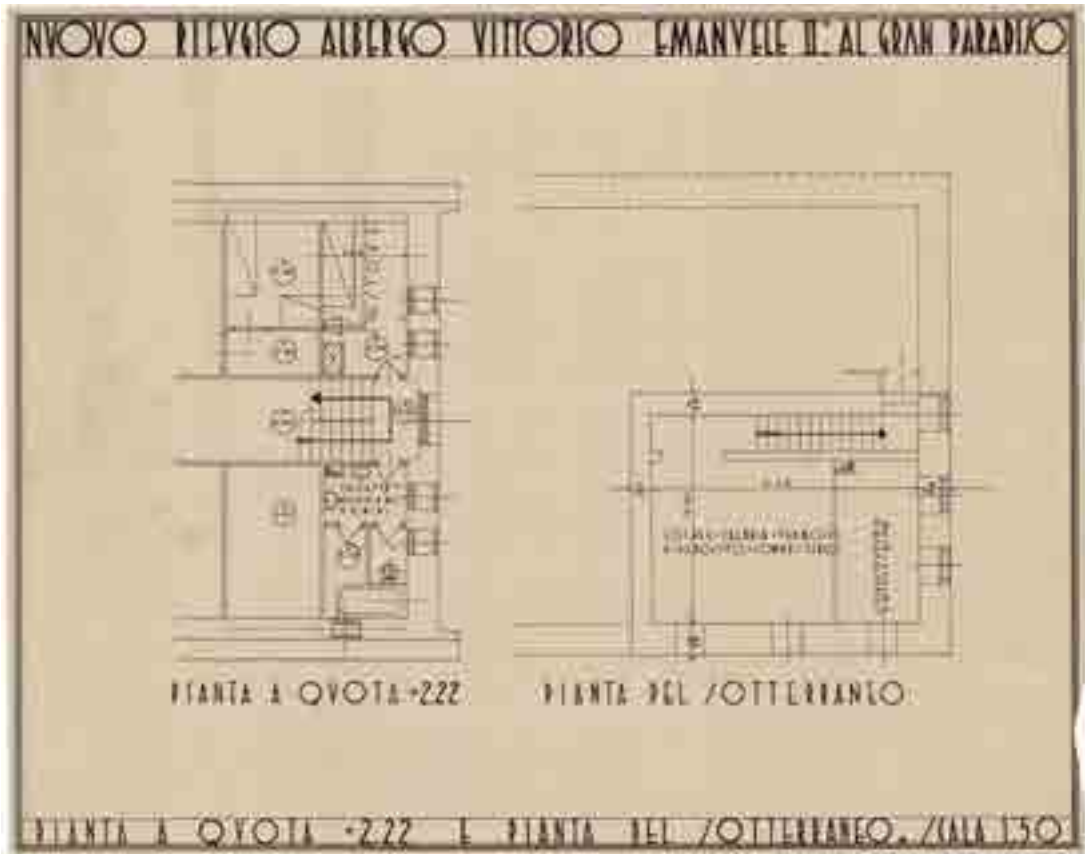 NVOVO RIFVGIO ALBERGO VITTORIO EMANVELE II° AL GRAN PARADISO
PIANTA A QVOTA +2.22
PIANTA DEL SOTTERRANEO
PIANTA A QVOTA +2.22 E PIANTA DEL SOTTERRANEO. SCALA 1:50